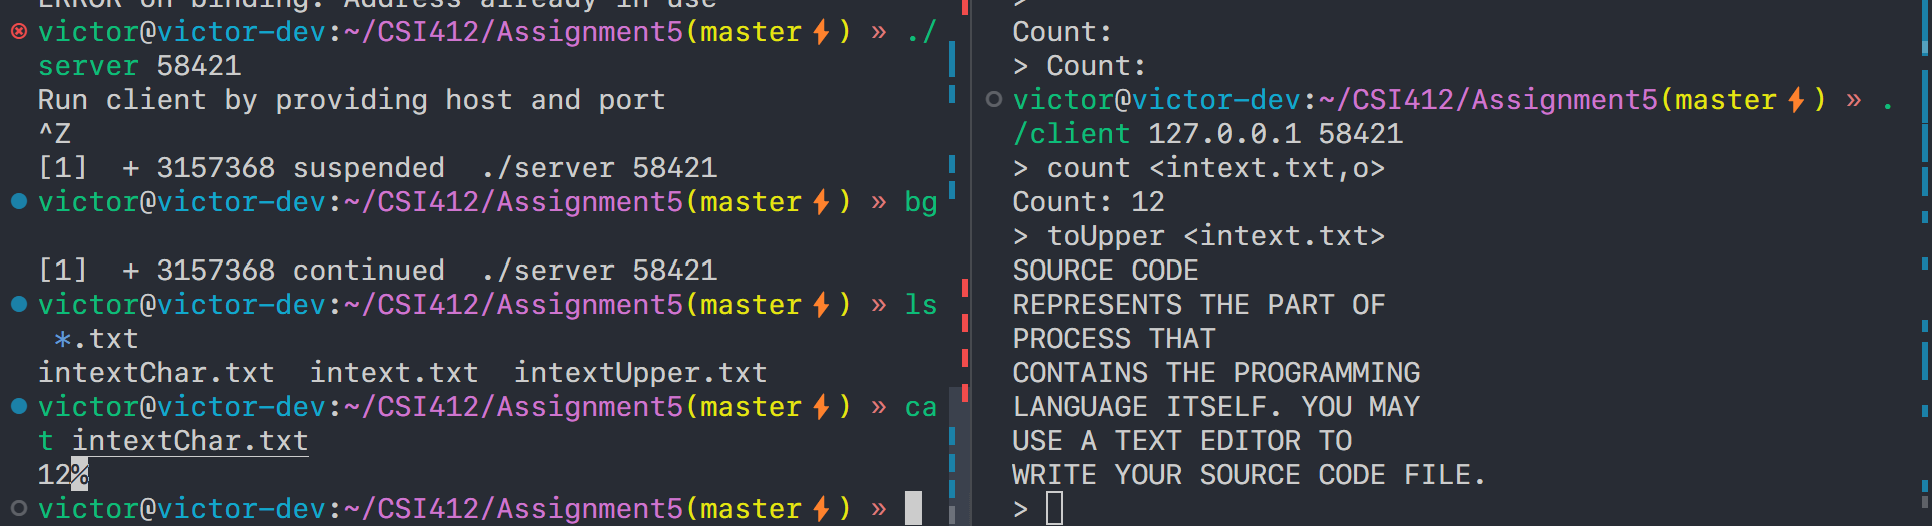 ERROR on binding: Address already in use
victor@victor-dev:~/CSI412/Assignment5(master⚡) » ./
server 58421
Run client by providing host and port
^Z
[1]  + 3157368 suspended  ./server 58421
victor@victor-dev:~/CSI412/Assignment5(master⚡) » bg
[1]  + 3157368 continued  ./server 58421
victor@victor-dev:~/CSI412/Assignment5(master⚡) » ls
 *.txt
intextChar.txt  intext.txt  intextUpper.txt
victor@victor-dev:~/CSI412/Assignment5(master⚡) » ca
t intextChar.txt
12%
victor@victor-dev:~/CSI412/Assignment5(master⚡) »
>
Count:
> Count:
victor@victor-dev:~/CSI412/Assignment5(master⚡) » .
/client 127.0.0.1 58421
> count <intext.txt,o>
Count: 12
> toUpper <intext.txt>
SOURCE CODE
REPRESENTS THE PART OF
PROCESS THAT
CONTAINS THE PROGRAMMING
LANGUAGE ITSELF. YOU MAY
USE A TEXT EDITOR TO
WRITE YOUR SOURCE CODE FILE.
>